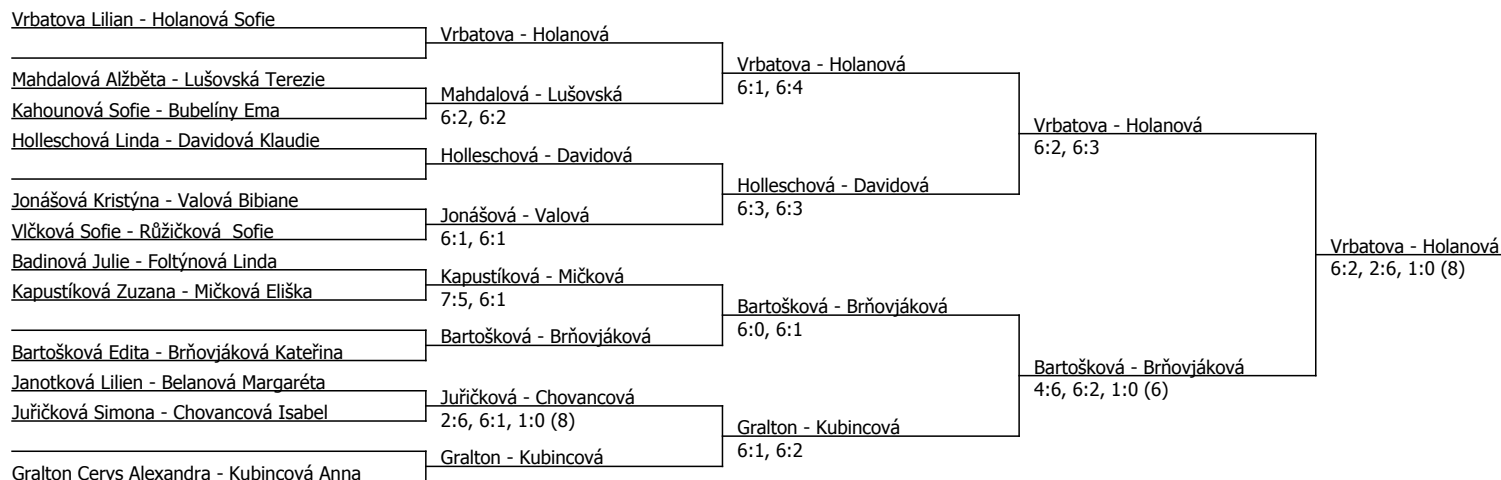 Vrbatova Lilian - Holanová Sofie
Mahdalová Alžběta - Lušovská Terezie
Kahounová Sofie - Bubelíny Ema
Holleschová Linda - Davidová Klaudie
Jonášová Kristýna - Valová Bibiane
Vlčková Sofie - Růžičková  Sofie
Badinová Julie - Foltýnová Linda
Kapustíková Zuzana - Mičková Eliška
Bartošková Edita - Brňovjáková Kateřina
Janotková Lilien - Belanová Margaréta
Juřičková Simona - Chovancová Isabel
Gralton Cerys Alexandra - Kubincová Anna
Vrbatova - Holanová
Mahdalová - Lušovská
6:2, 6:2
Holleschová - Davidová
Jonášová - Valová
6:1, 6:1
Kapustíková - Mičková
7:5, 6:1
Bartošková - Brňovjáková
Juřičková - Chovancová
2:6, 6:1, 1:0 (8)
Gralton - Kubincová
Vrbatova - Holanová
6:1, 6:4
Holleschová - Davidová
6:3, 6:3
Bartošková - Brňovjáková
6:0, 6:1
Gralton - Kubincová
6:1, 6:2
Vrbatova - Holanová
6:2, 6:3
Bartošková - Brňovjáková
4:6, 6:2, 1:0 (6)
Vrbatova - Holanová
6:2, 2:6, 1:0 (8)